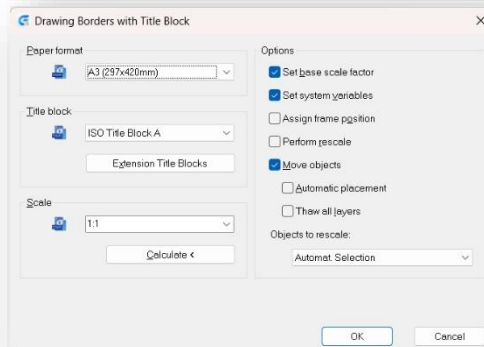 Drawing Borders with Title Block
Paper format
A3 (297x420mm)
Title block
ISO Title Block A
Extension Title Blocks
Scale
1:1
Calculate <
Options
Set base scale factor
Set system variables
Assign frame position
Perform rescale
Move objects
Automatic placement
Thaw all layers
Objects to rescale:
Automat. Selection
OK
Cancel